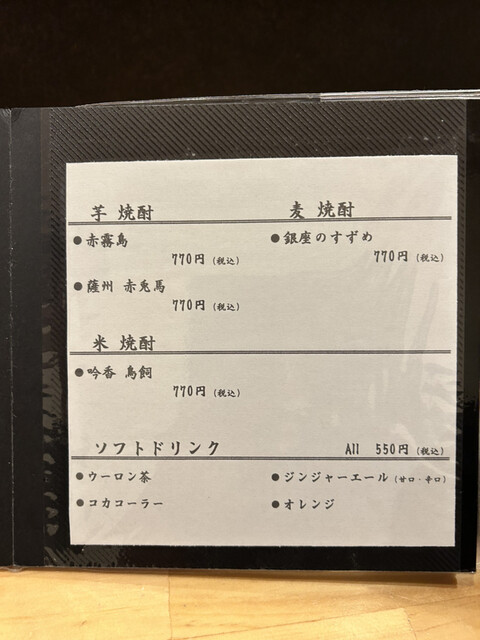 芋 焼酎
●赤霧島
770円 (税込)
●薩州 赤兎馬
770円 (税込)
麦 焼酎
●銀座のすずめ
770円 (税込)
米 焼酎
●吟香 鳥飼
770円 (税込)
ソフトドリンク All 550円 (税込)
●ウーロン茶
●コカコーラー
●ジンジャーエール (甘口・辛口)
●オレンジ